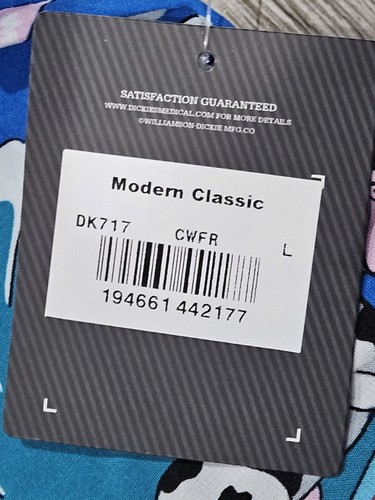 SATISFACTION GUARANTEED
WWW.DICKIESMEDICAL.COM FOR MORE DETAILS
©WILLIAMSON-DICKIE MFG.CO
Modern Classic
DK717 CWFR L
194661 442177